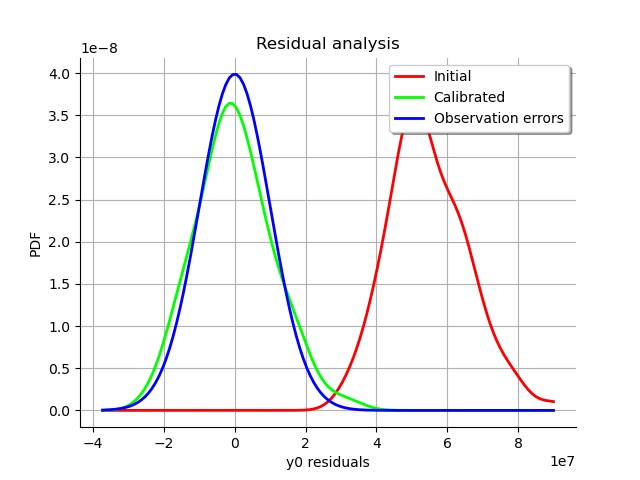 Residual analysis
1e−8
Initial
Calibrated
Observation errors
4.0
3.5
3.0
2.5
2.0
1.5
1.0
0.5
0.0
PDF
−4 −2 0 2 4 6 8
y0 residuals
1e7